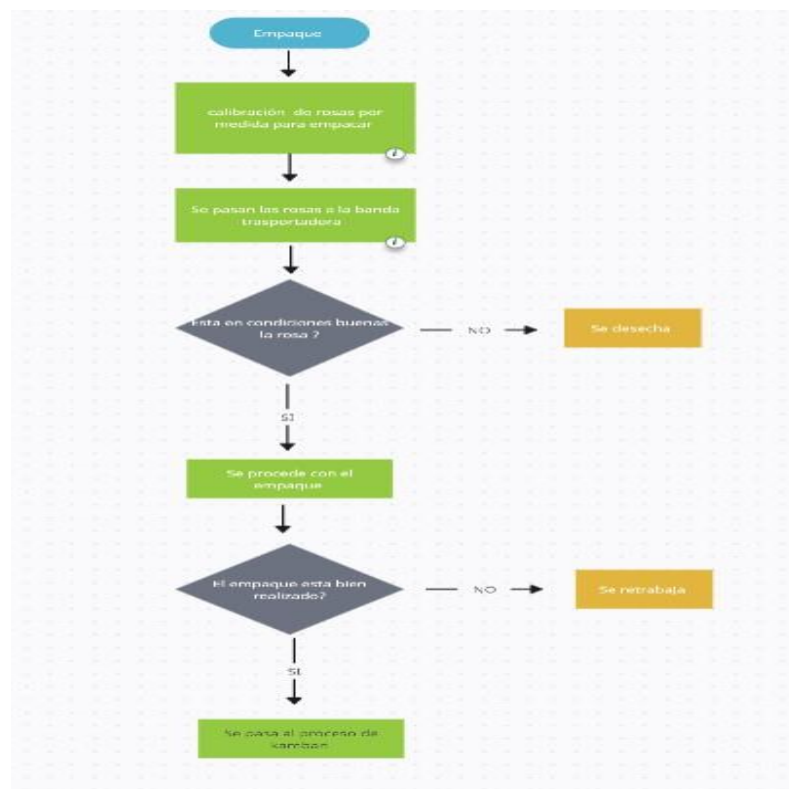 Empaque
calibración de rosas por
medida para empacar
i
Se pasan las rosas a la banda
trasportadora
i
Esta en condiciones buenas
la rosa ?
NO
Se desecha
SI
Se procede con el
empaque
El empaque esta bien
realizado?
NO
Se retrabaja
SI
Se pasa al proceso de
kamban